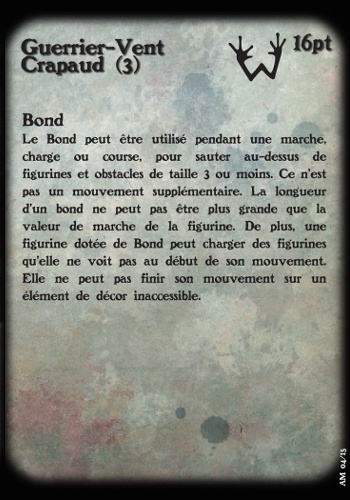 Guerrier-Vent
Crapaud (3)
16pt
Bond
Le Bond peut être utilisé pendant une marche,
charge ou course, pour sauter au-dessus de
figurines et obstacles de taille 3 ou moins. Ce n'est
pas un mouvement supplémentaire. La longueur
d'un bond ne peut pas être plus grande que la
valeur de marche de la figurine. De plus, une
figurine dotée de Bond peut charger des figurines
qu'elle ne voit pas au début de son mouvement.
Elle ne peut pas finir son mouvement sur un
élément de décor inaccessible.
AM 04/15